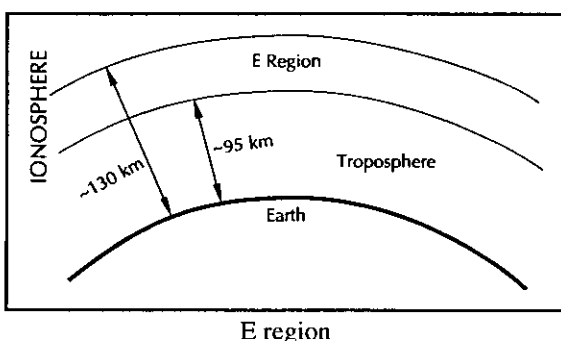 IONOSPHERE
E Region
~130 km
~95 km
Troposphere
Earth
E region